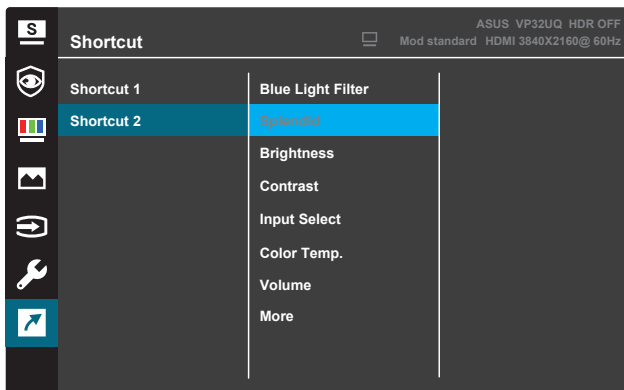 S
Shortcut
ASUS VP32UQ HDR OFF
Mod standard HDMI 3840X2160@ 60Hz
Shortcut 1
Shortcut 2
Blue Light Filter
Splendid
Brightness
Contrast
Input Select
Color Temp.
Volume
More